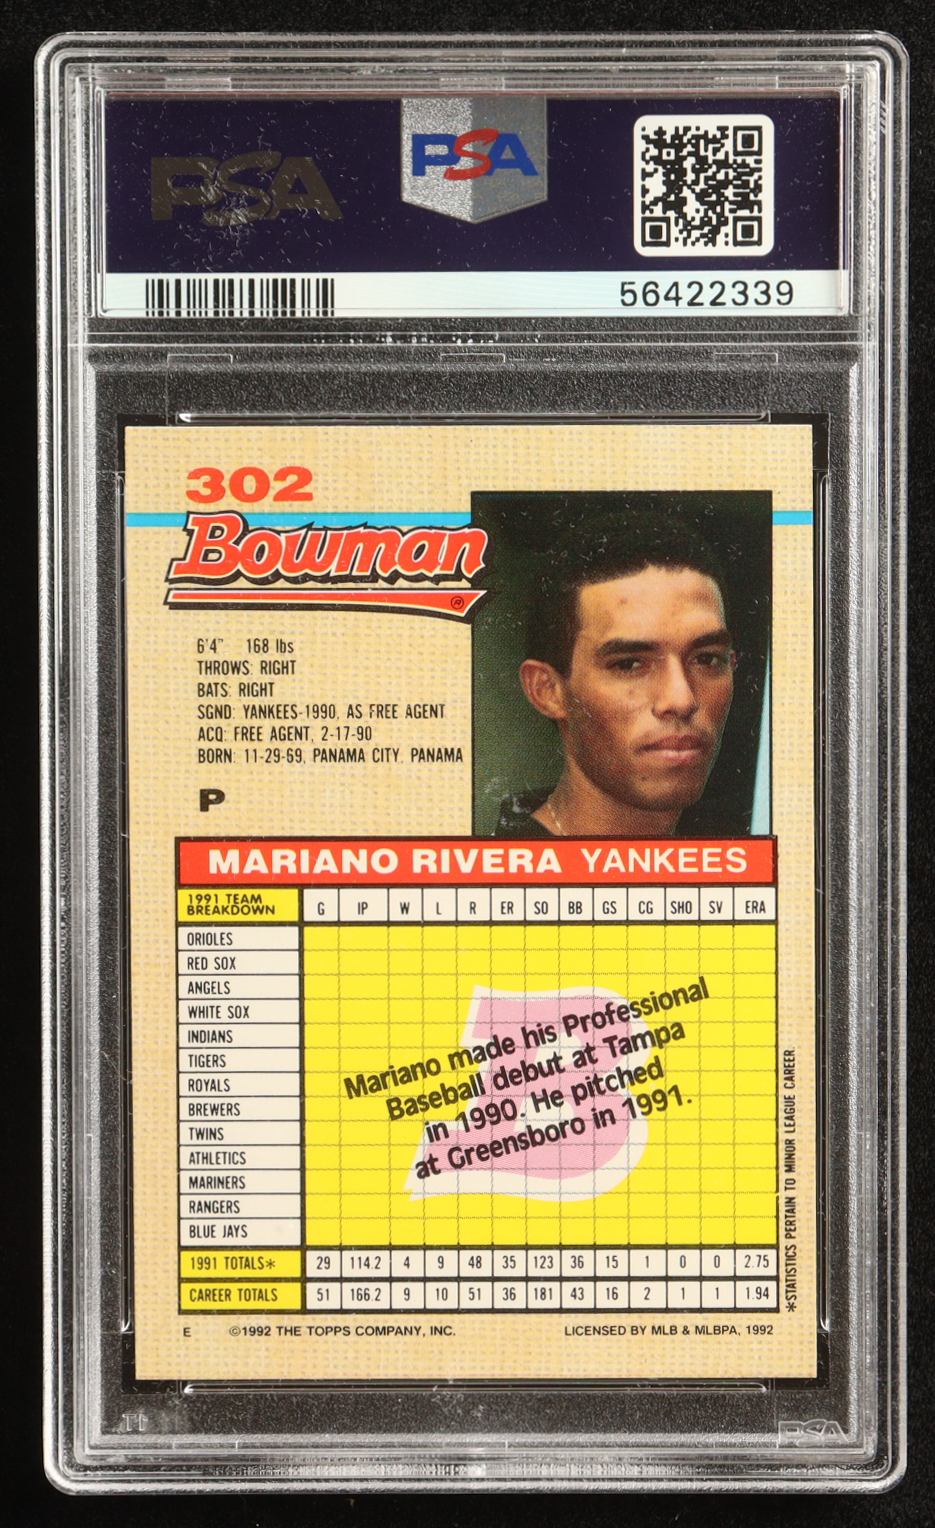 PSA
PSA
56422339
302
Bowman
®
6'4" 168 lbs
THROWS: RIGHT
BATS: RIGHT
SGND: YANKEES-1990, AS FREE AGENT
ACQ: FREE AGENT, 2-17-90
BORN: 11-29-69, PANAMA CITY, PANAMA
P
MARIANO RIVERA YANKEES
1991 TEAM BREAKDOWN G IP W L R ER SO BB GS CG SHO SV ERA
ORIOLES
RED SOX
ANGELS
WHITE SOX
INDIANS
TIGERS
ROYALS
BREWERS
TWINS
ATHLETICS
MARINERS
RANGERS
BLUE JAYS
B
Mariano made his Professional
Baseball debut at Tampa
in 1990. He pitched
at Greensboro in 1991.
1991 TOTALS* 29 114.2 4 9 48 35 123 36 15 1 0 0 2.75
CAREER TOTALS 51 166.2 9 10 51 36 181 43 16 2 1 1 1.94
*STATISTICS PERTAIN TO MINOR LEAGUE CAREER.
E ©1992 THE TOPPS COMPANY, INC. LICENSED BY MLB & MLBPA, 1992
PSA